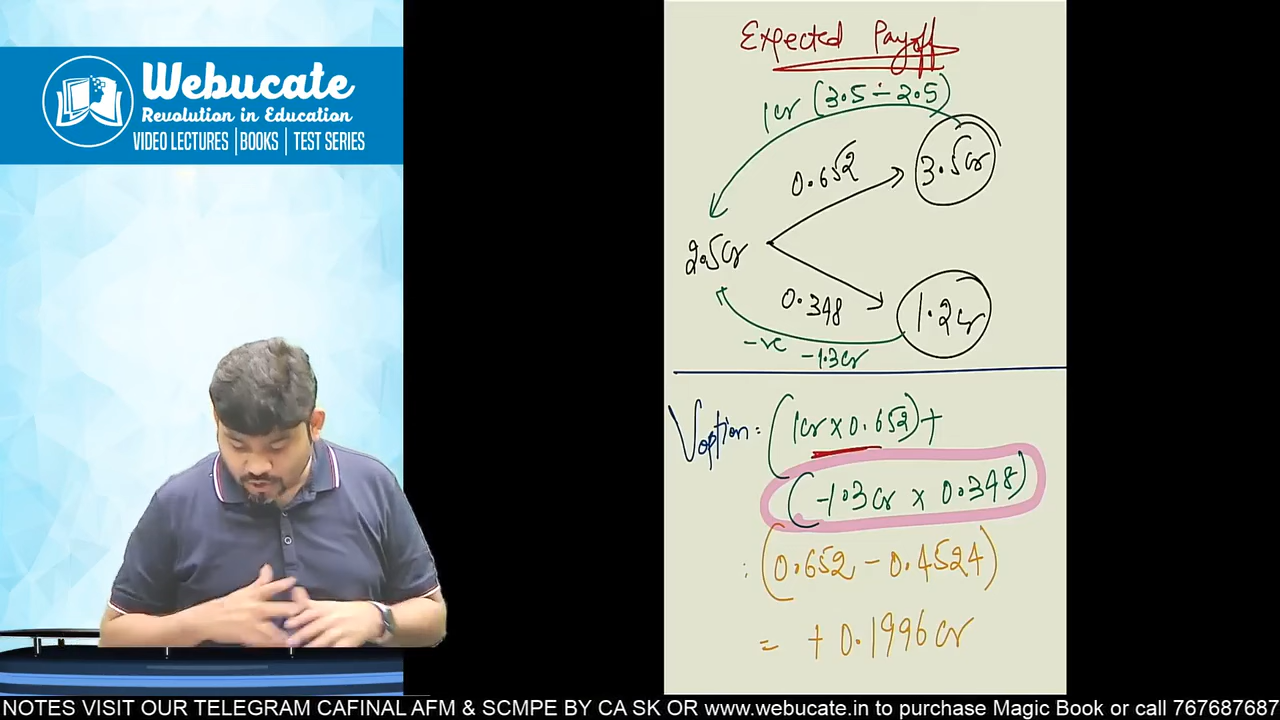 Webucate
Revolution in Education
VIDEO LECTURES | BOOKS | TEST SERIES
Expected Payoff
1cr (3.5 - 2.5)
0.652
3.5cr
2.5cr
0.348
1.2cr
-ve -1.3cr
Voption: (1cr x 0.652) +
(-1.3cr x 0.348)
: (0.652 - 0.4524)
= + 0.1996 cr
NOTES VISIT OUR TELEGRAM CAFINAL AFM & SCMPE BY CA SK OR www.webucate.in to purchase Magic Book or call 767687687